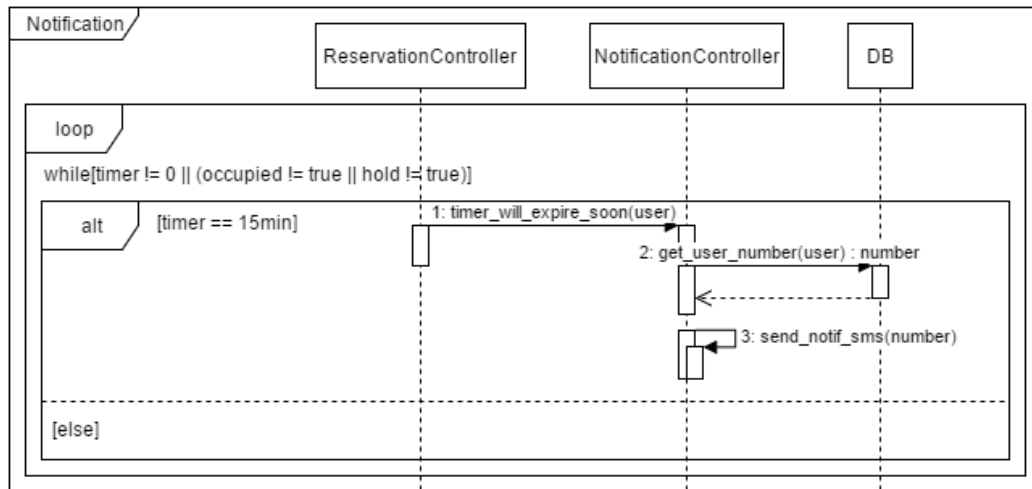 Notification
ReservationController
NotificationController
DB
loop
while[timer != 0 || (occupied != true || hold != true)]
alt
[timer == 15min]
1: timer_will_expire_soon(user)
2: get_user_number(user) : number
3: send_notif_sms(number)
[else]